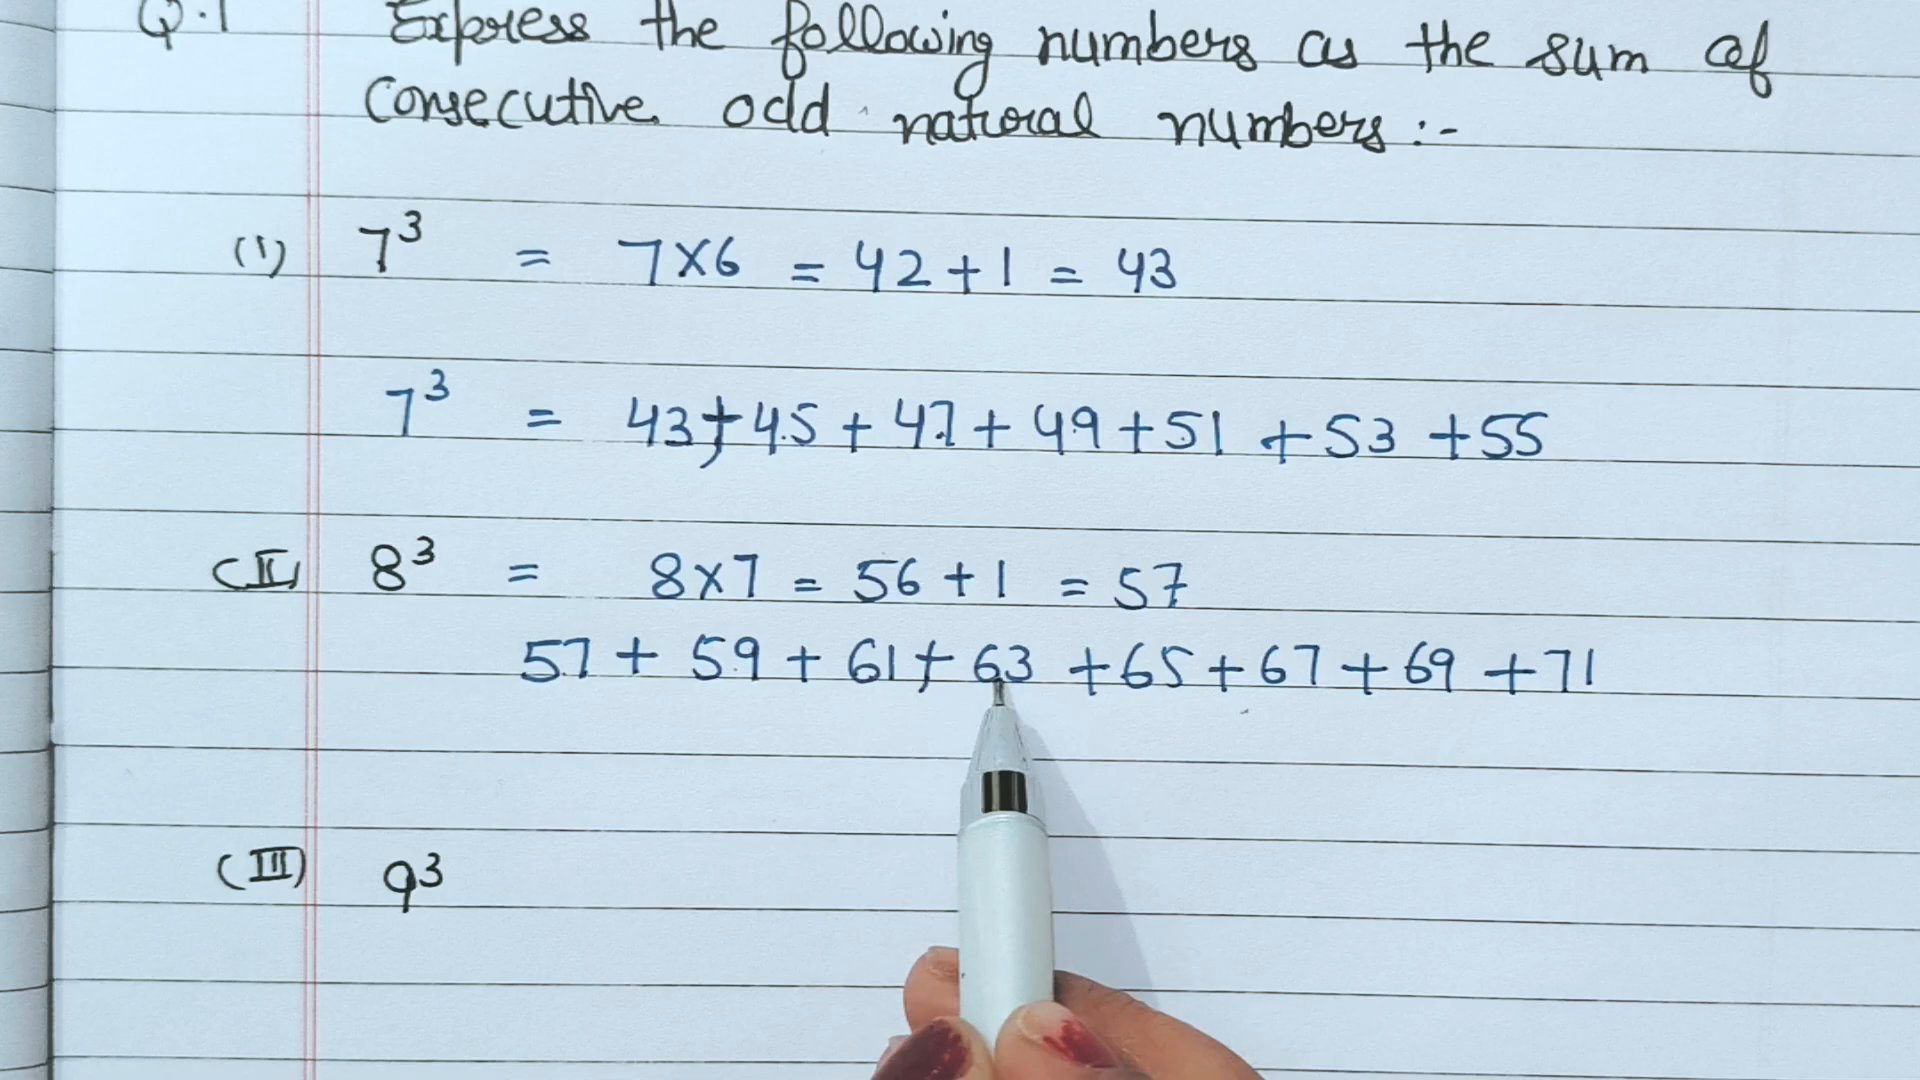 Q.1 Express the following numbers as the sum of
Consecutive odd natural numbers :-
(1) 7³ = 7×6 = 42+1 = 43
7³ = 43+45+47+49+51+53+55
(II) 8³ = 8×7 = 56+1 = 57
57+59+61+63+65+67+69+71
(III) 9³